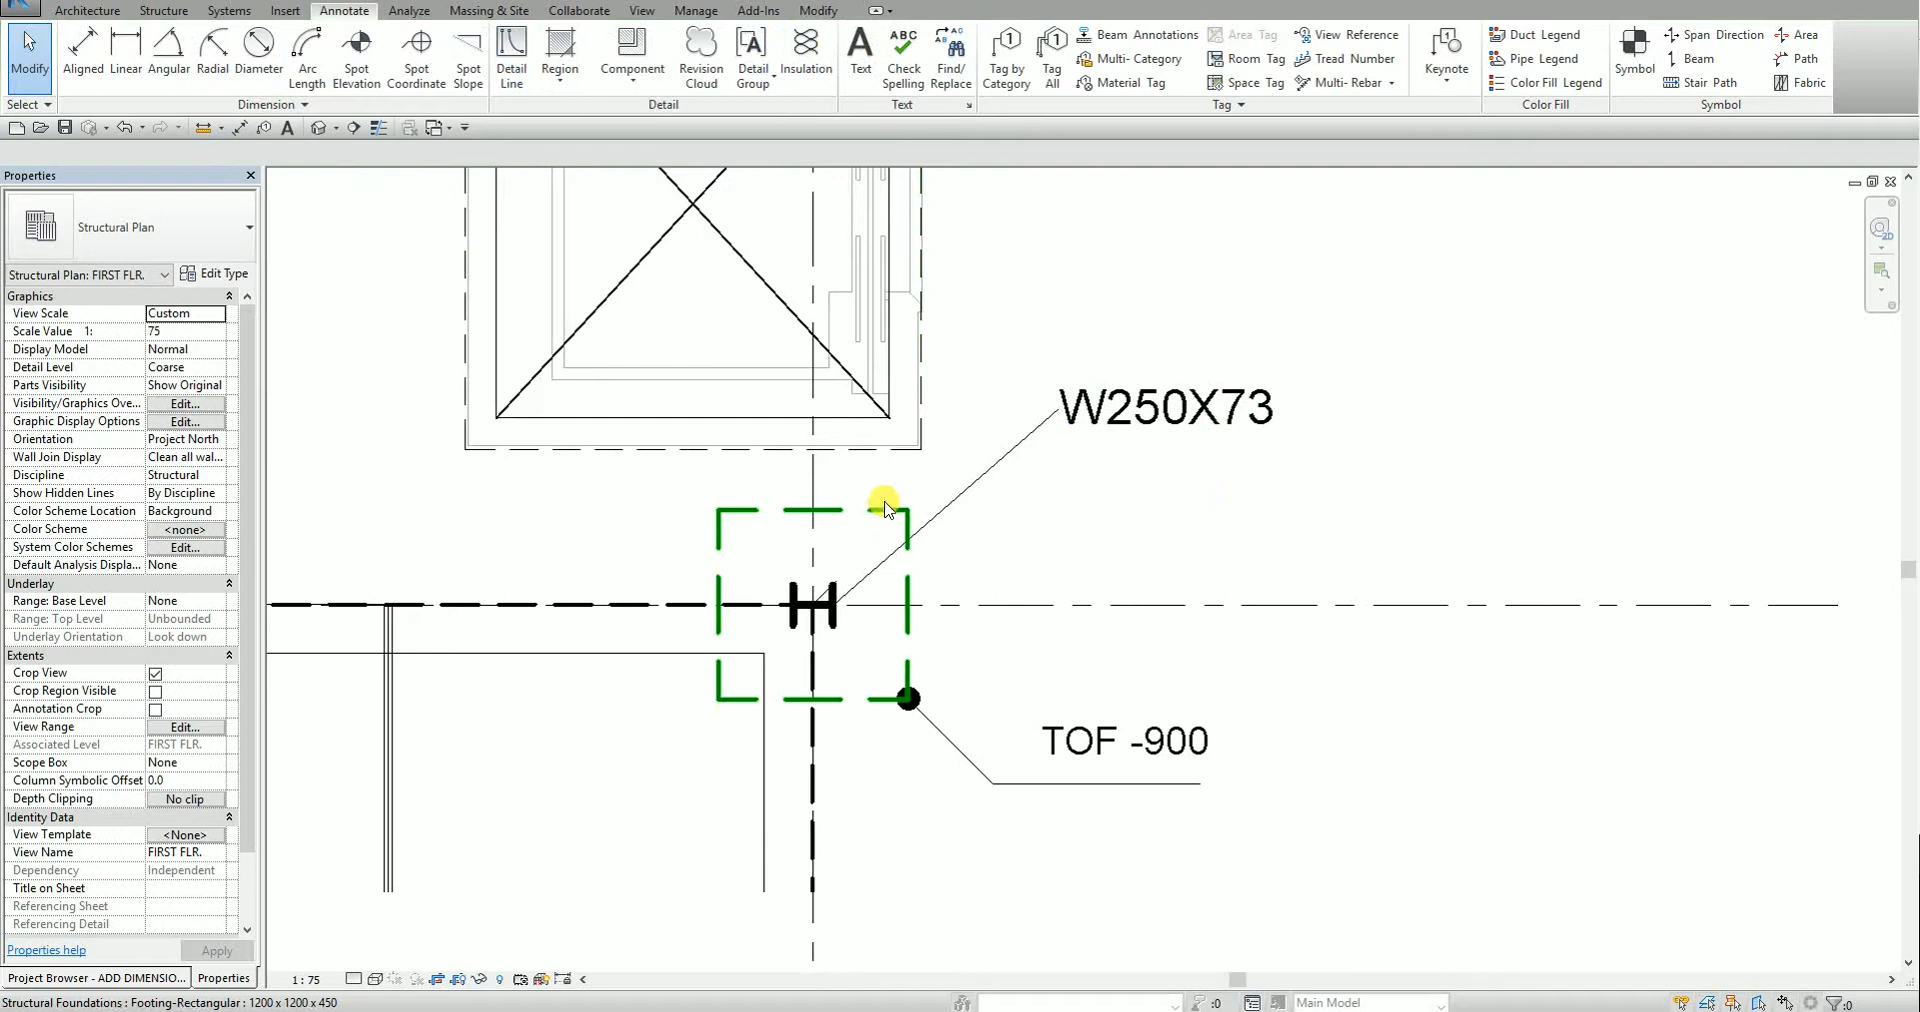 Architecture Structure Systems Insert Annotate Analyze Massing & Site Collaborate View Manage Add-Ins Modify
Modify
Aligned Linear Angular Radial Diameter Arc Length Spot Elevation Spot Coordinate Spot Slope
Detail Line Region Component Revision Cloud Detail Group Insulation
Text Check Spelling Find/ Replace
Tag by Category Tag All
Beam Annotations Area Tag View Reference
Multi- Category Room Tag Tread Number
Material Tag Space Tag Multi-Rebar
Keynote
Duct Legend
Pipe Legend
Color Fill Legend
Symbol
Span Direction Area
Beam Path
Stair Path Fabric
Select Dimension Detail Text Tag Color Fill Symbol
Properties
Structural Plan
Structural Plan: FIRST FLR. Edit Type
Graphics
View Scale Custom
Scale Value 1: 75
Display Model Normal
Detail Level Coarse
Parts Visibility Show Original
Visibility/Graphics Ove... Edit...
Graphic Display Options Edit...
Orientation Project North
Wall Join Display Clean all wal...
Discipline Structural
Show Hidden Lines By Discipline
Color Scheme Location Background
Color Scheme <none>
System Color Schemes Edit...
Default Analysis Displa... None
Underlay
Range: Base Level None
Range: Top Level Unbounded
Underlay Orientation Look down
Extents
Crop View
Crop Region Visible
Annotation Crop
View Range Edit...
Associated Level FIRST FLR.
Scope Box None
Column Symbolic Offset 0.0
Depth Clipping No clip
Identity Data
View Template <None>
View Name FIRST FLR.
Dependency Independent
Title on Sheet
Referencing Sheet
Referencing Detail
Properties help Apply
Project Browser - ADD DIMENSIO... Properties
W250X73
TOF -900
2D
1 : 75
Structural Foundations : Footing-Rectangular : 1200 x 1200 x 450
:0 Main Model :0